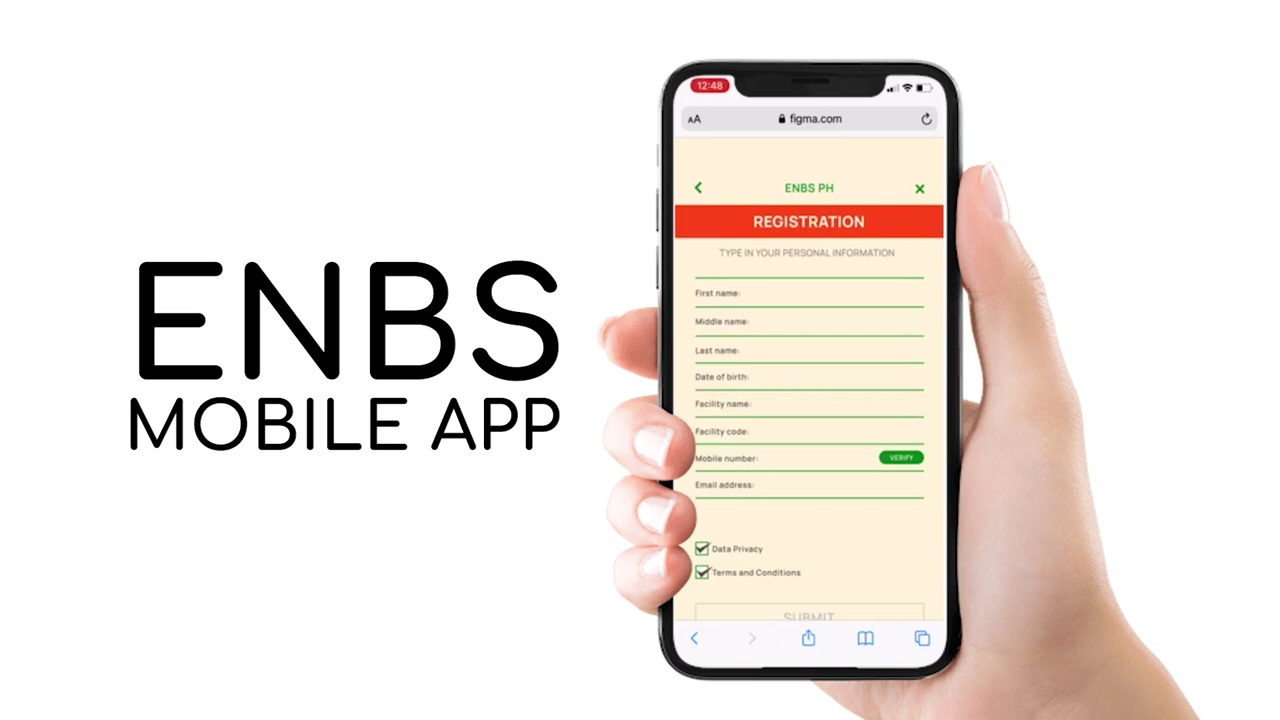 ENBS
MOBILE APP
12:48
AA
figma.com
ENBS PH
REGISTRATION
TYPE IN YOUR PERSONAL INFORMATION
First name:
Middle name:
Last name:
Date of birth:
Facility name:
Facility code:
Mobile number:
VERIFY
Email address:
Data Privacy
Terms and Conditions
SUBMIT